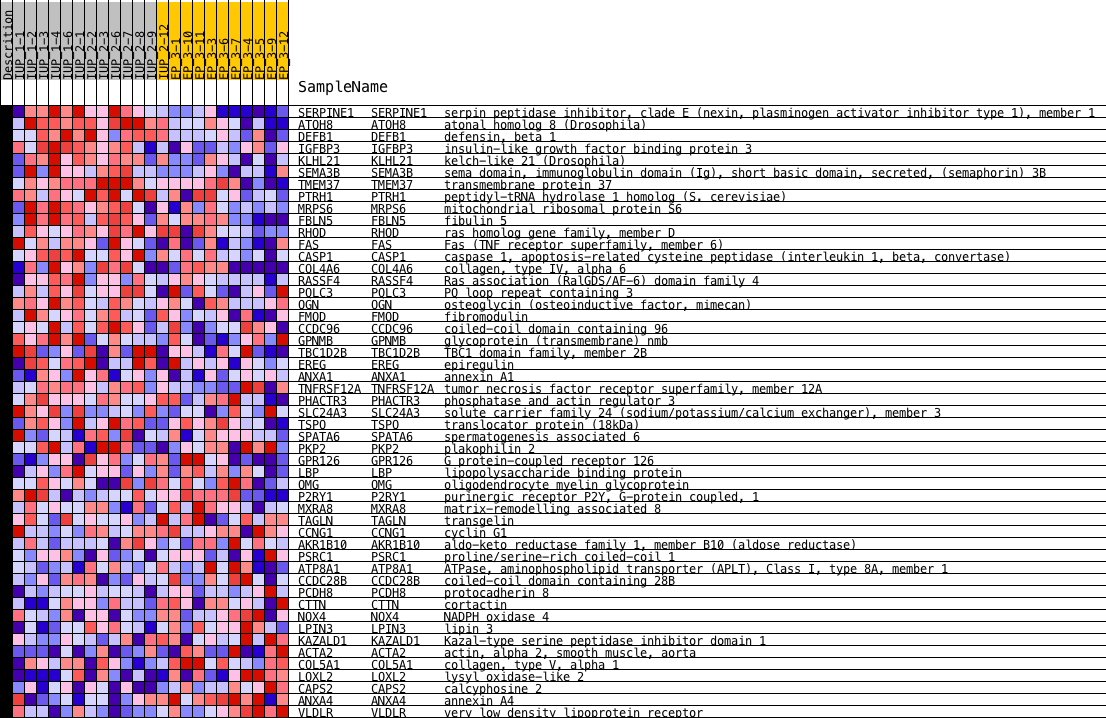 Descrition
IUP_1-1
IUP_1-2
IUP_1-3
IUP_1-4
IUP_1-6
IUP_2-1
IUP_2-2
IUP_2-3
IUP_2-6
IUP_2-7
IUP_2-8
IUP_2-9
IUP_2-12
EP_3-1
EP_3-10
EP_3-11
EP_3-3
EP_3-6
EP_3-7
EP_3-4
EP_3-5
EP_3-9
EP_3-12
SampleName
SERPINE1 SERPINE1 serpin peptidase inhibitor, clade E (nexin, plasminogen activator inhibitor type 1), member 1
ATOH8 ATOH8 atonal homolog 8 (Drosophila)
DEFB1 DEFB1 defensin, beta 1
IGFBP3 IGFBP3 insulin-like growth factor binding protein 3
KLHL21 KLHL21 kelch-like 21 (Drosophila)
SEMA3B SEMA3B sema domain, immunoglobulin domain (Ig), short basic domain, secreted, (semaphorin) 3B
TMEM37 TMEM37 transmembrane protein 37
PTRH1 PTRH1 peptidyl-tRNA hydrolase 1 homolog (S. cerevisiae)
MRPS6 MRPS6 mitochondrial ribosomal protein S6
FBLN5 FBLN5 fibulin 5
RHOD RHOD ras homolog gene family, member D
FAS FAS Fas (TNF receptor superfamily, member 6)
CASP1 CASP1 caspase 1, apoptosis-related cysteine peptidase (interleukin 1, beta, convertase)
COL4A6 COL4A6 collagen, type IV, alpha 6
RASSF4 RASSF4 Ras association (RalGDS/AF-6) domain family 4
PQLC3 PQLC3 PQ loop repeat containing 3
OGN OGN osteoglycin (osteoinductive factor, mimecan)
FMOD FMOD fibromodulin
CCDC96 CCDC96 coiled-coil domain containing 96
GPNMB GPNMB glycoprotein (transmembrane) nmb
TBC1D2B TBC1D2B TBC1 domain family, member 2B
EREG EREG epiregulin
ANXA1 ANXA1 annexin A1
TNFRSF12A TNFRSF12A tumor necrosis factor receptor superfamily, member 12A
PHACTR3 PHACTR3 phosphatase and actin regulator 3
SLC24A3 SLC24A3 solute carrier family 24 (sodium/potassium/calcium exchanger), member 3
TSPO TSPO translocator protein (18kDa)
SPATA6 SPATA6 spermatogenesis associated 6
PKP2 PKP2 plakophilin 2
GPR126 GPR126 G protein-coupled receptor 126
LBP LBP lipopolysaccharide binding protein
OMG OMG oligodendrocyte myelin glycoprotein
P2RY1 P2RY1 purinergic receptor P2Y, G-protein coupled, 1
MXRA8 MXRA8 matrix-remodelling associated 8
TAGLN TAGLN transgelin
CCNG1 CCNG1 cyclin G1
AKR1B10 AKR1B10 aldo-keto reductase family 1, member B10 (aldose reductase)
PSRC1 PSRC1 proline/serine-rich coiled-coil 1
ATP8A1 ATP8A1 ATPase, aminophospholipid transporter (APLT), Class I, type 8A, member 1
CCDC28B CCDC28B coiled-coil domain containing 28B
PCDH8 PCDH8 protocadherin 8
CTTN CTTN cortactin
NOX4 NOX4 NADPH oxidase 4
LPIN3 LPIN3 lipin 3
KAZALD1 KAZALD1 Kazal-type serine peptidase inhibitor domain 1
ACTA2 ACTA2 actin, alpha 2, smooth muscle, aorta
COL5A1 COL5A1 collagen, type V, alpha 1
LOXL2 LOXL2 lysyl oxidase-like 2
CAPS2 CAPS2 calcyphosine 2
ANXA4 ANXA4 annexin A4
VLDLR VLDLR very low density lipoprotein receptor